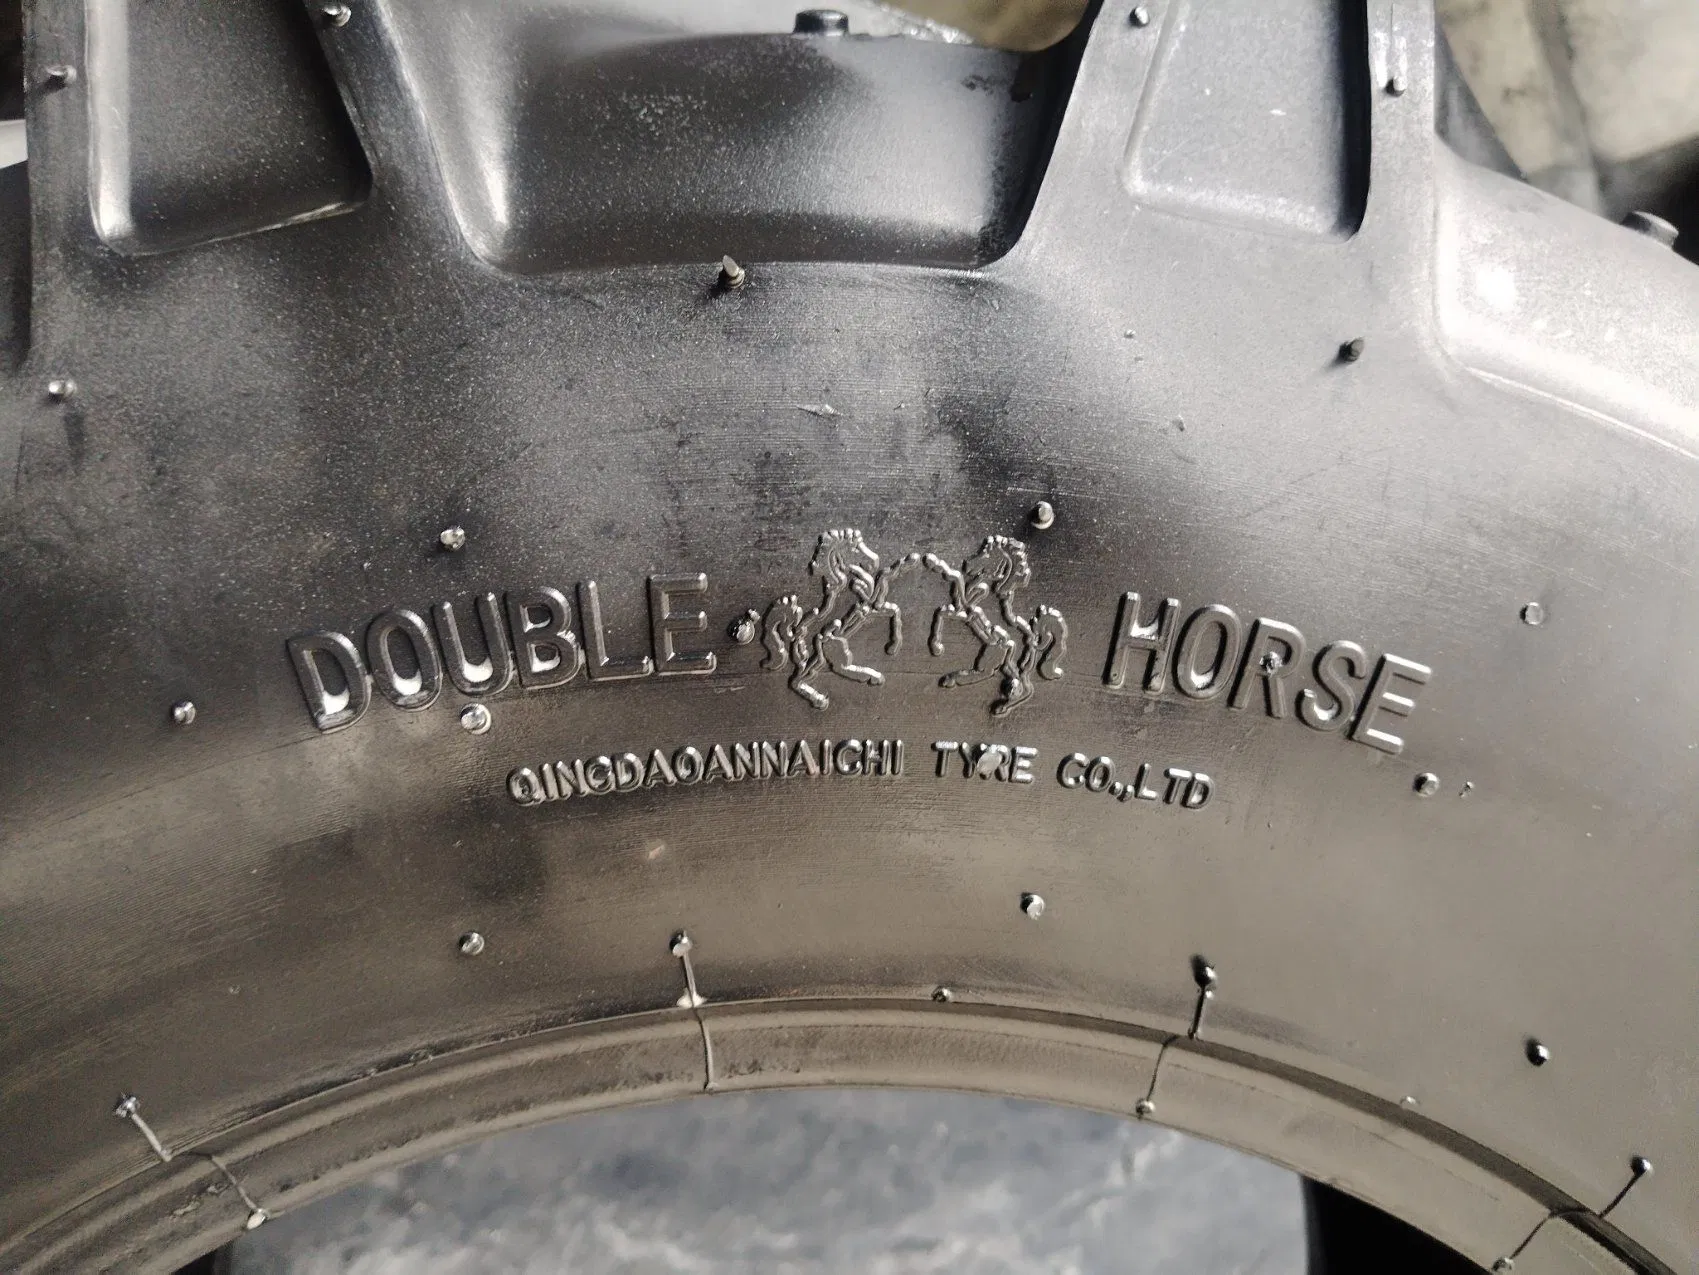 DOUBLE HORSE
QINGDAOANNAICHI TYRE CO.,LTD